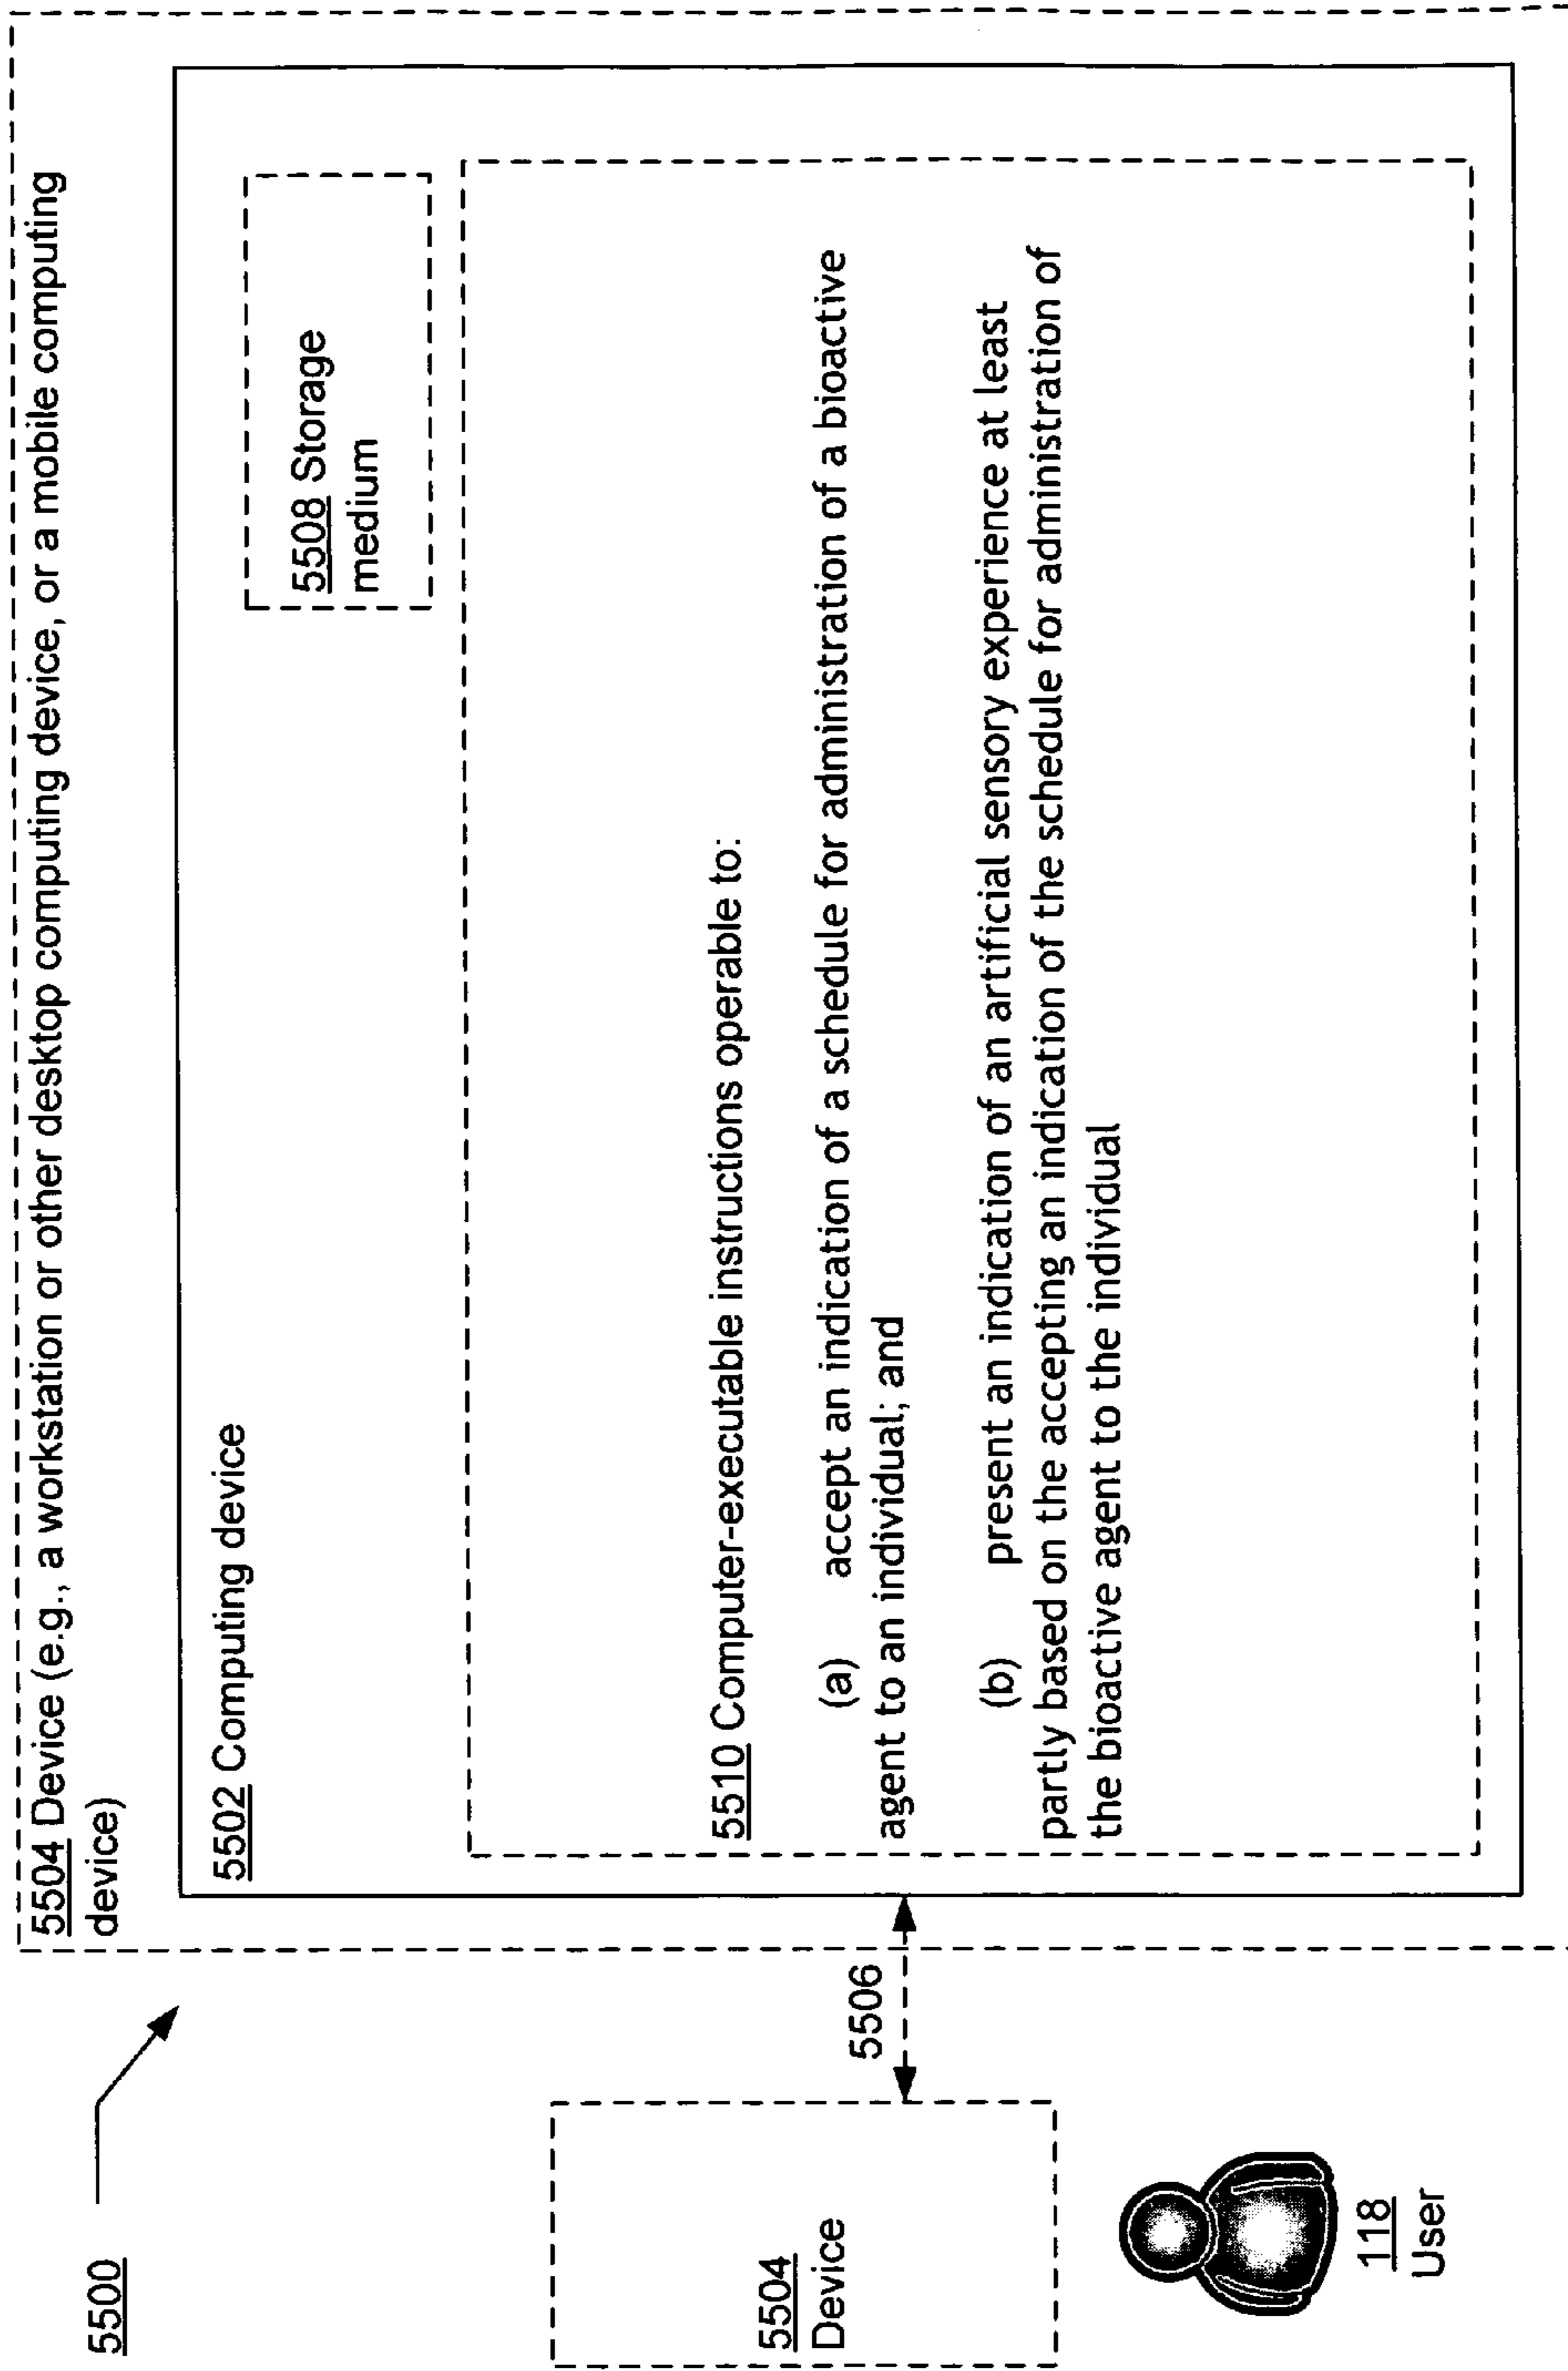 5500
5504 Device (e.g., a workstation or other desktop computing device, or a mobile computing
device)
5502 Computing device
5508 Storage
medium
5510 Computer-executable instructions operable to:
(a) accept an indication of a schedule for administration of a bioactive
agent to an individual; and
(b) present an indication of an artificial sensory experience at least
partly based on the accepting an indication of the schedule for administration of
the bioactive agent to the individual
5506
5504
Device
118
User